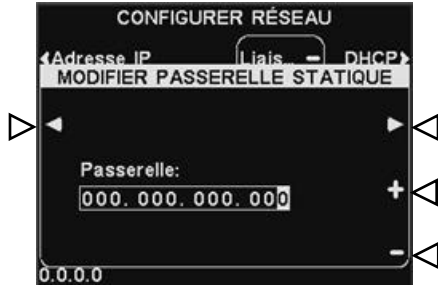 CONFIGURER RÉSEAU
Adresse IP Liais... DHCP
MODIFIER PASSERELLE STATIQUE
Passerelle:
000. 000. 000. 000
+
-
0.0.0.0